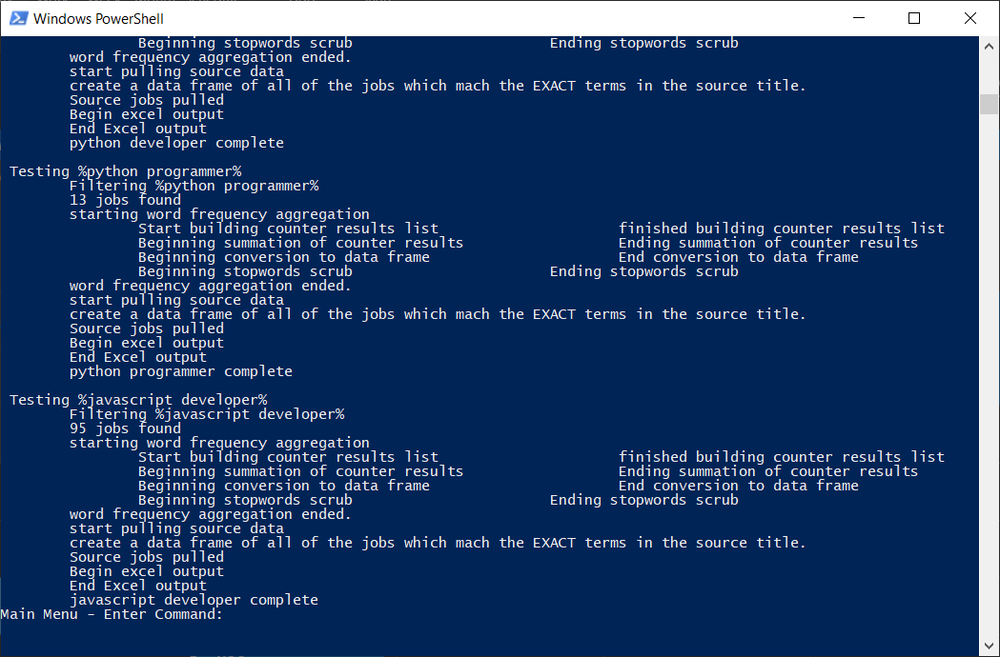 Windows PowerShell
Beginning stopwords scrub Ending stopwords scrub
word frequency aggregation ended.
start pulling source data
create a data frame of all of the jobs which mach the EXACT terms in the source title.
Source jobs pulled
Begin excel output
End Excel output
python developer complete
Testing %python programmer%
Filtering %python programmer%
13 jobs found
starting word frequency aggregation
Start building counter results list finished building counter results list
Beginning summation of counter results Ending summation of counter results
Beginning conversion to data frame End conversion to data frame
Beginning stopwords scrub Ending stopwords scrub
word frequency aggregation ended.
start pulling source data
create a data frame of all of the jobs which mach the EXACT terms in the source title.
Source jobs pulled
Begin excel output
End Excel output
python programmer complete
Testing %javascript developer%
Filtering %javascript developer%
95 jobs found
starting word frequency aggregation
Start building counter results list finished building counter results list
Beginning summation of counter results Ending summation of counter results
Beginning conversion to data frame End conversion to data frame
Beginning stopwords scrub Ending stopwords scrub
word frequency aggregation ended.
start pulling source data
create a data frame of all of the jobs which mach the EXACT terms in the source title.
Source jobs pulled
Begin excel output
End Excel output
javascript developer complete
Main Menu - Enter Command: